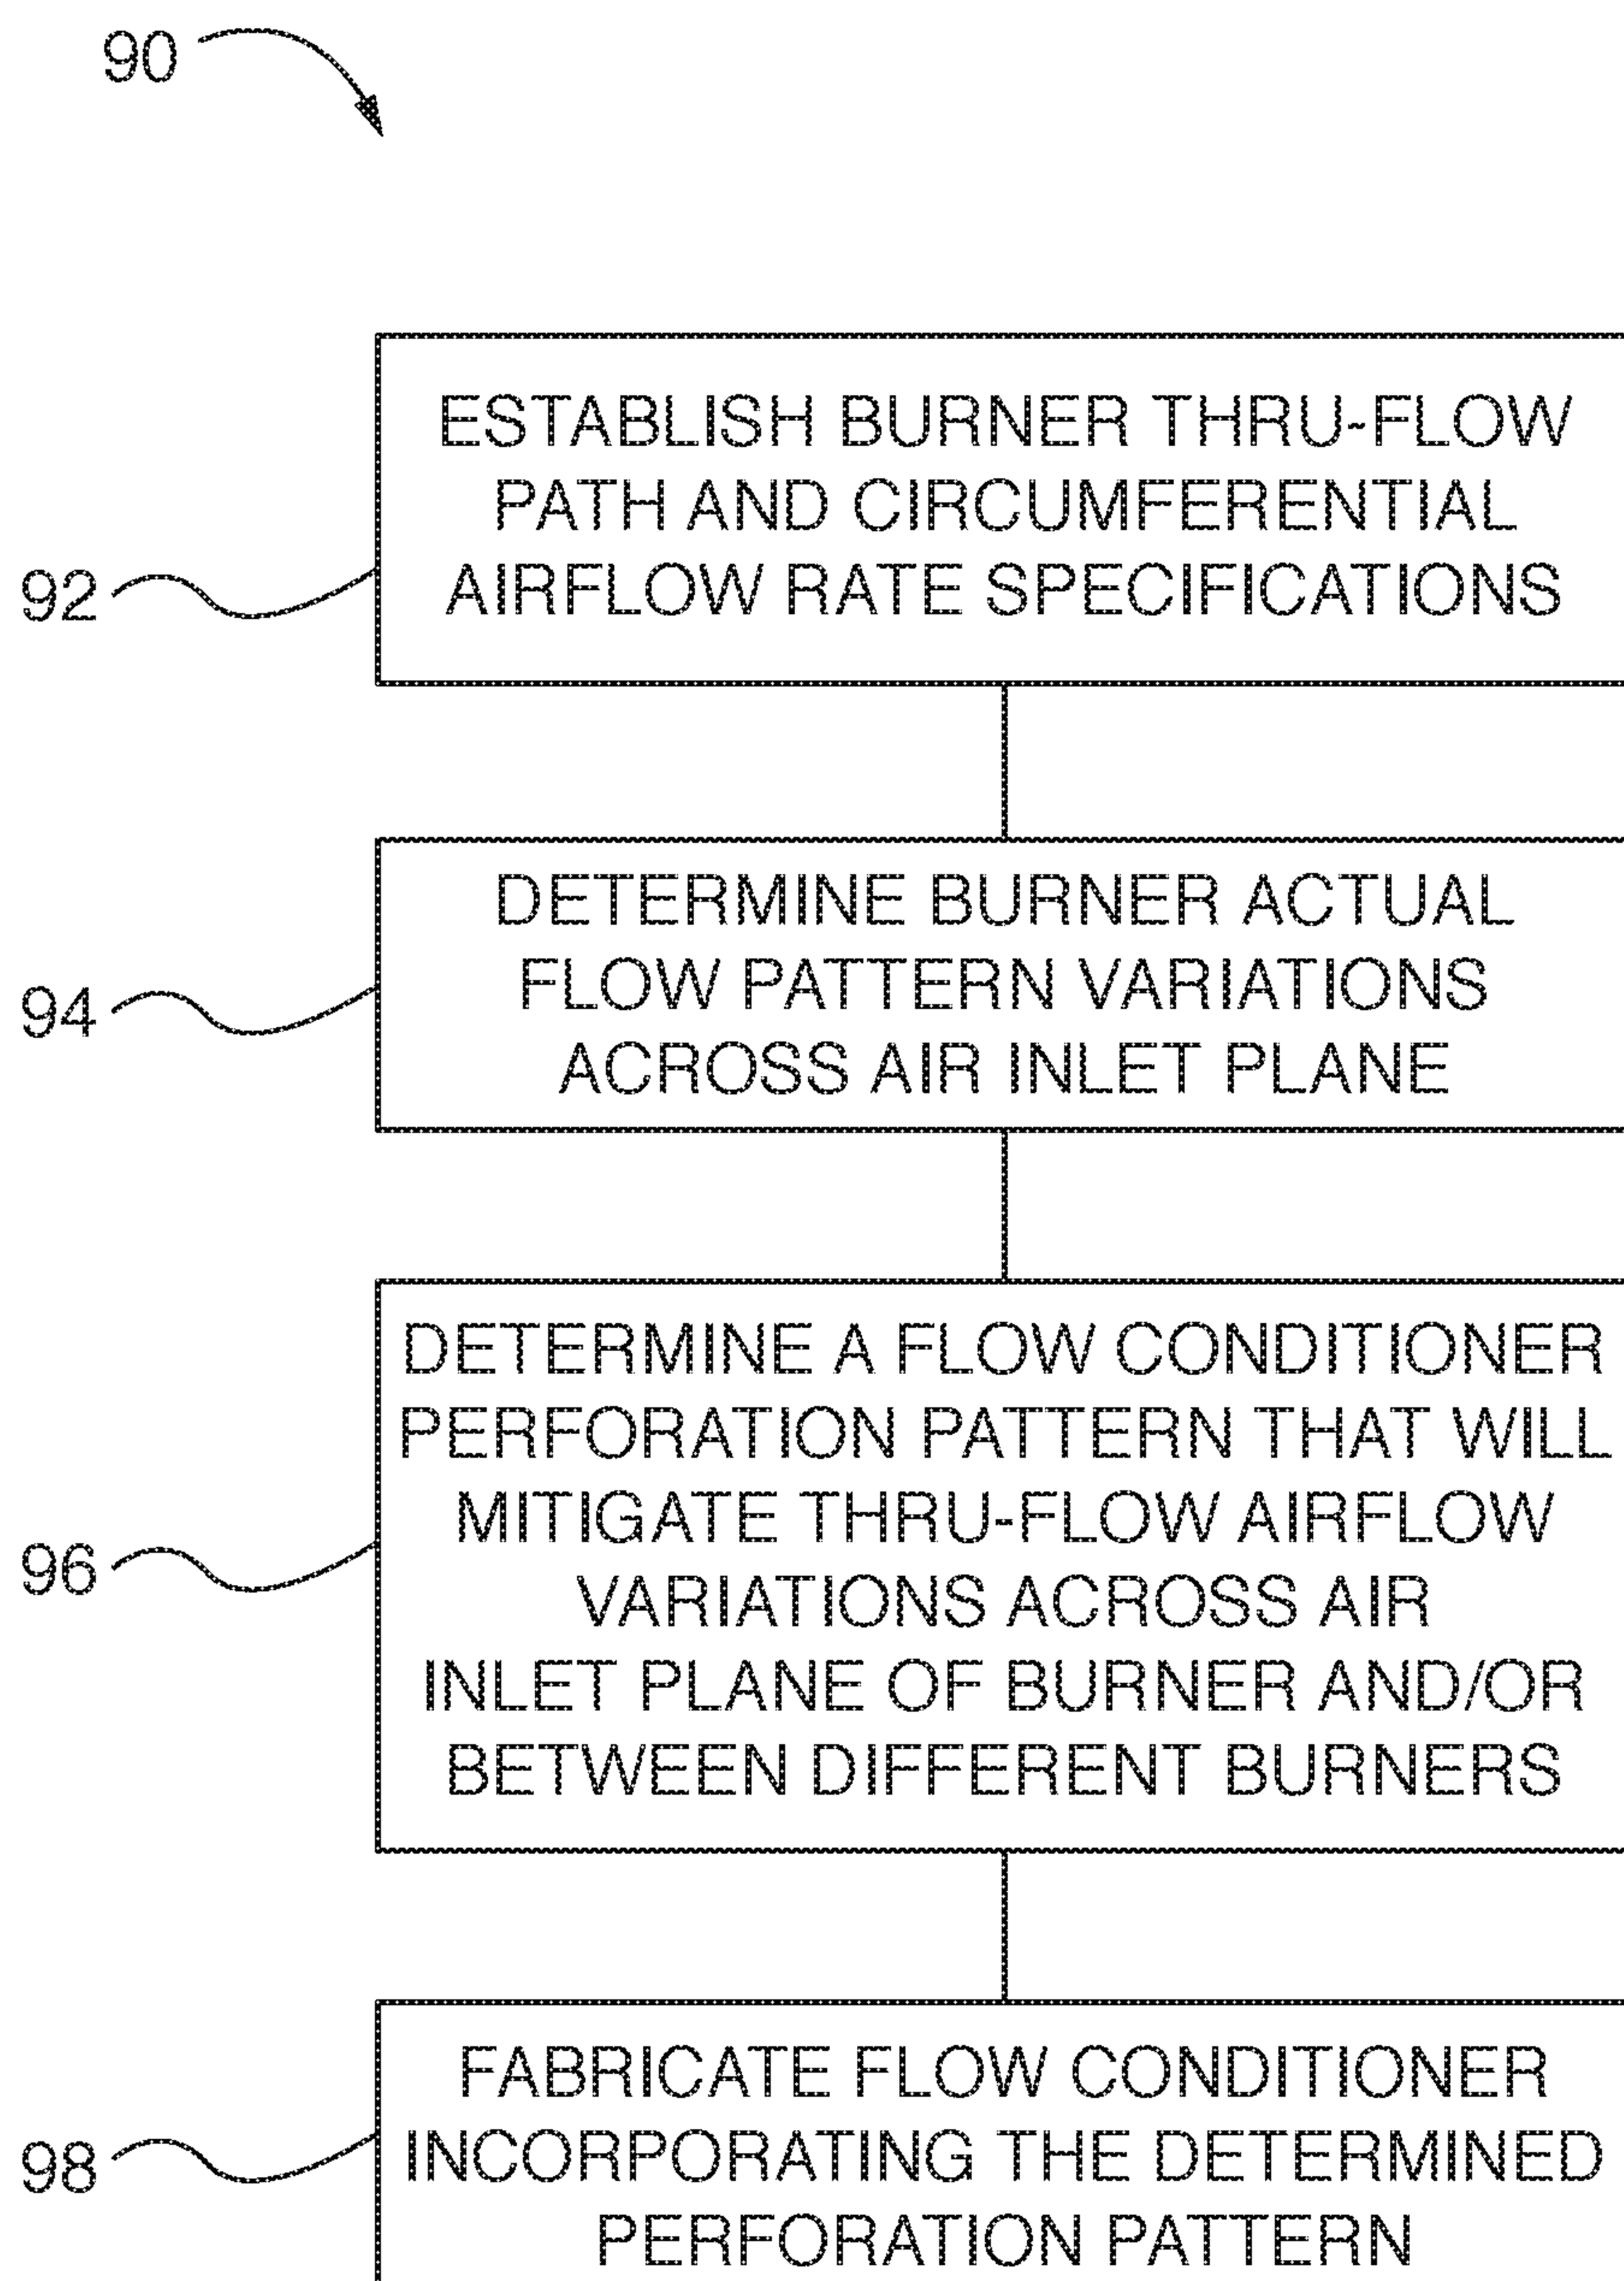 90
ESTABLISH BURNER THRU-FLOW
PATH AND CIRCUMFERENTIAL
AIRFLOW RATE SPECIFICATIONS
92
DETERMINE BURNER ACTUAL
FLOW PATTERN VARIATIONS
ACROSS AIR INLET PLANE
94
DETERMINE A FLOW CONDITIONER
PERFORATION PATTERN THAT WILL
MITIGATE THRU-FLOW AIRFLOW
VARIATIONS ACROSS AIR
INLET PLANE OF BURNER AND/OR
BETWEEN DIFFERENT BURNERS
96
FABRICATE FLOW CONDITIONER
INCORPORATING THE DETERMINED
PERFORATION PATTERN
98